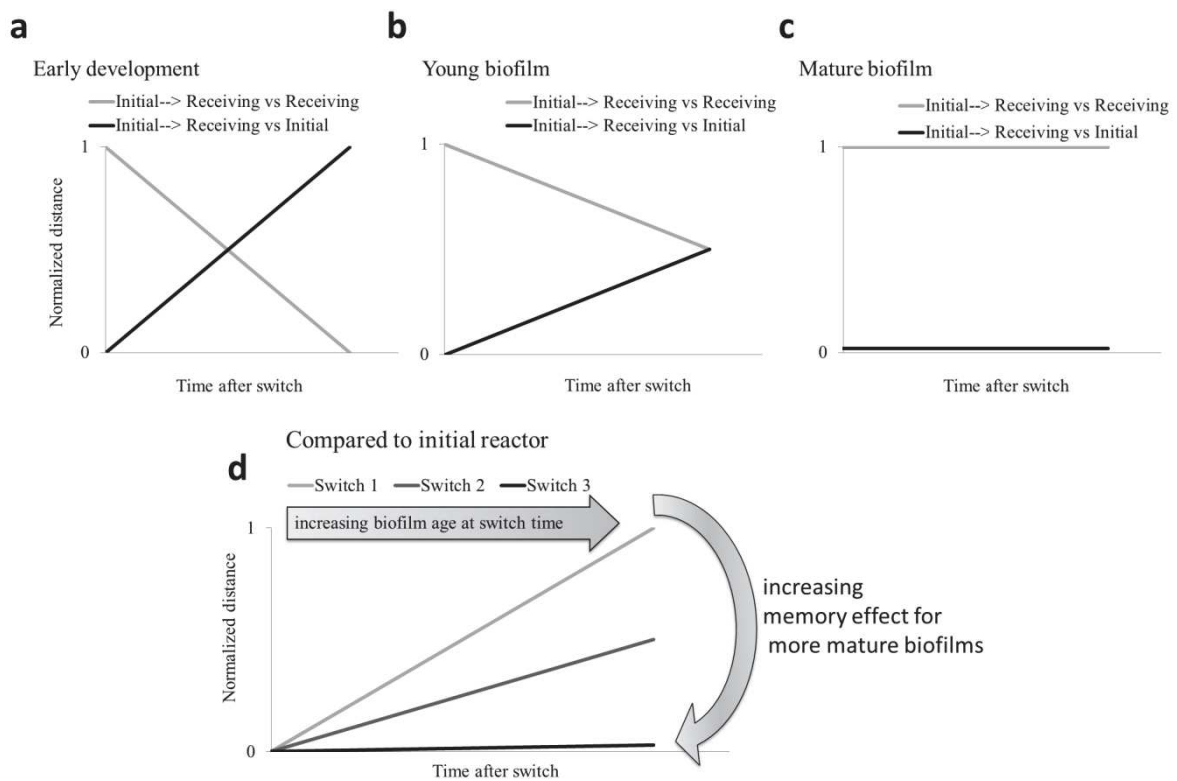 a
Early development
Initial--> Receiving vs Receiving
Initial--> Receiving vs Initial
1
Normalized distance
0
Time after switch
b
Young biofilm
Initial--> Receiving vs Receiving
Initial--> Receiving vs Initial
1
0
Time after switch
c
Mature biofilm
Initial--> Receiving vs Receiving
Initial--> Receiving vs Initial
1
0
Time after switch
d
Compared to initial reactor
Switch 1 Switch 2 Switch 3
increasing biofilm age at switch time
1
Normalized distance
0
Time after switch
increasing
memory effect for
more mature biofilms